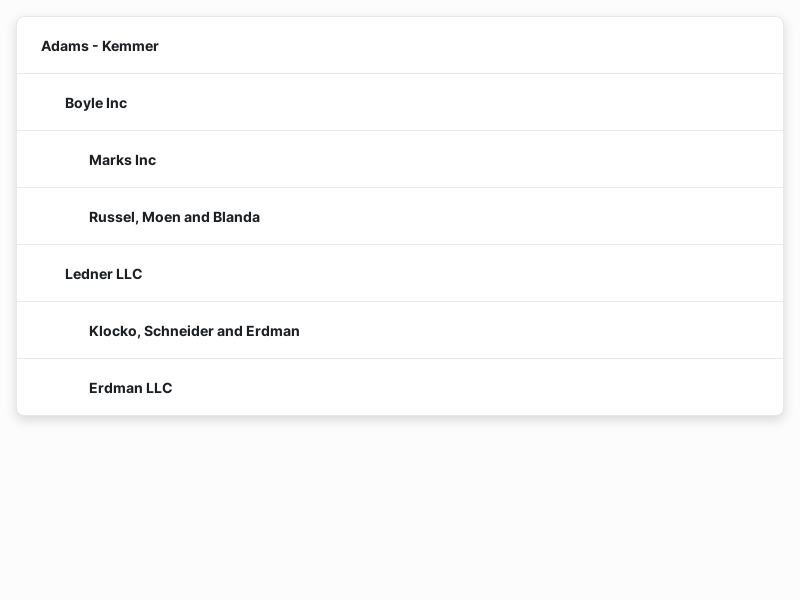 Adams - Kemmer
Boyle Inc
Marks Inc
Russel, Moen and Blanda
Ledner LLC
Klocko, Schneider and Erdman
Erdman LLC